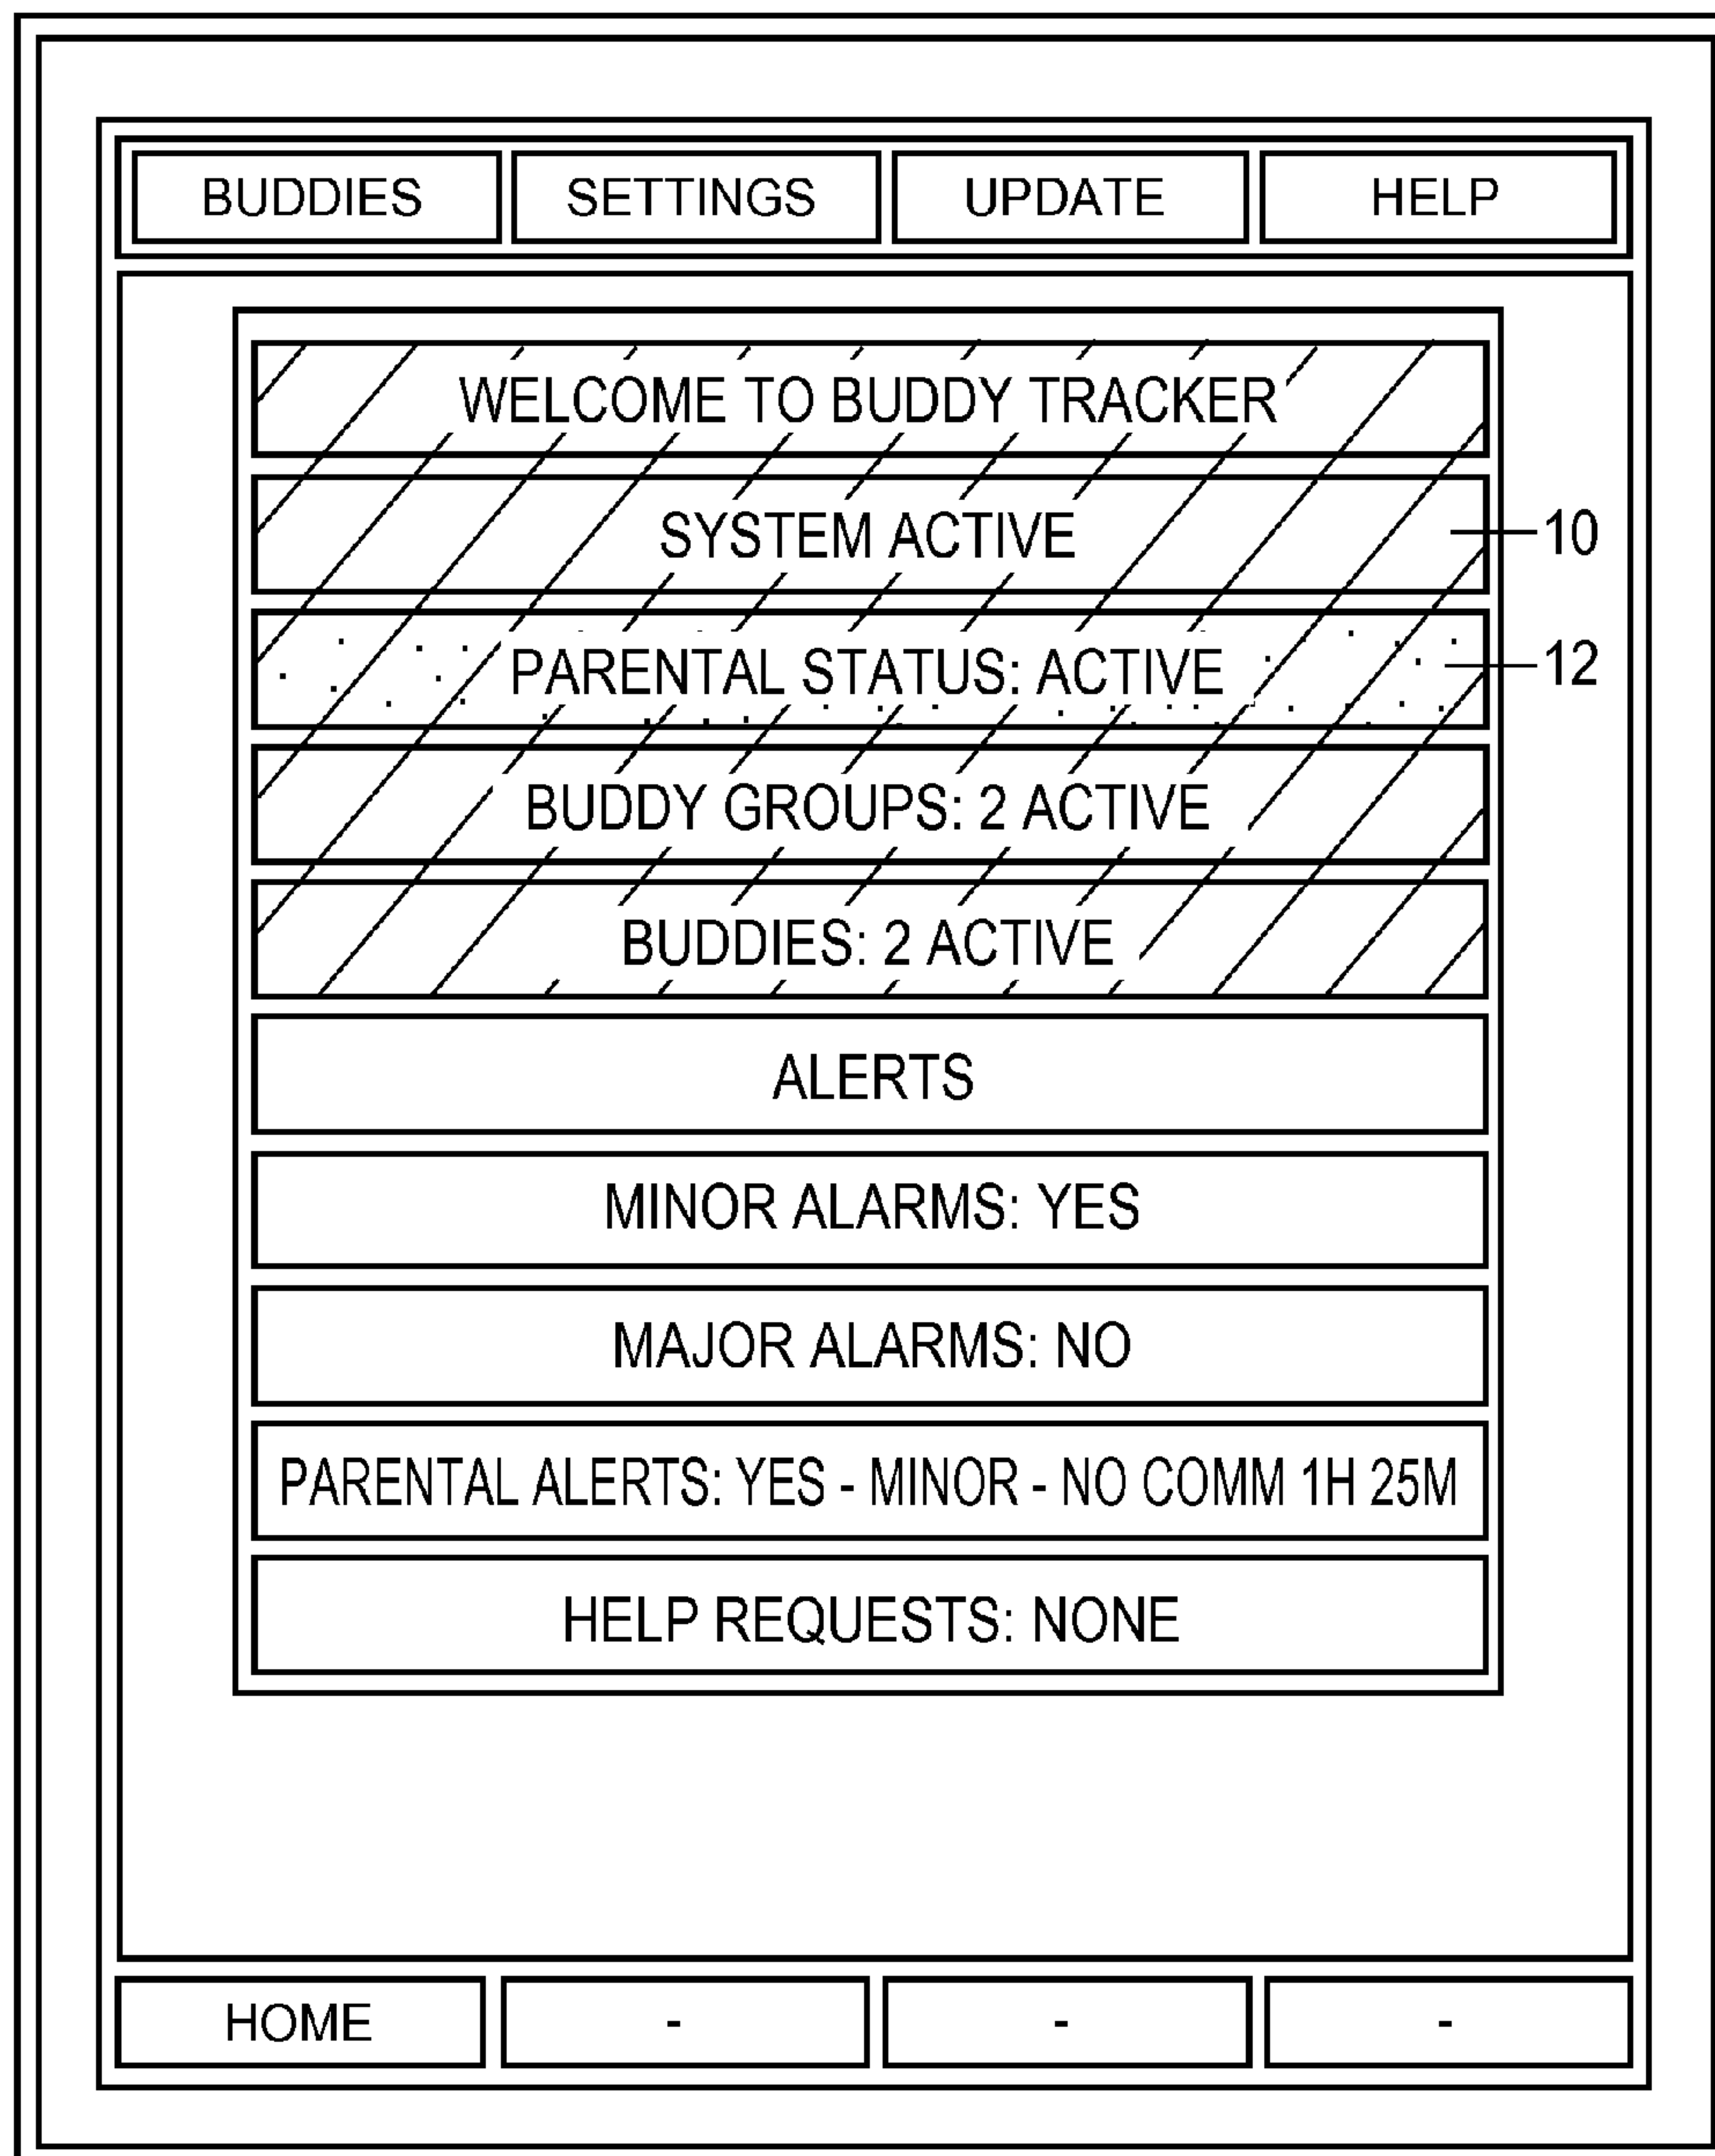 BUDDIES SETTINGS UPDATE HELP
WELCOME TO BUDDY TRACKER
SYSTEM ACTIVE 10
PARENTAL STATUS: ACTIVE 12
BUDDY GROUPS: 2 ACTIVE
BUDDIES: 2 ACTIVE
ALERTS
MINOR ALARMS: YES
MAJOR ALARMS: NO
PARENTAL ALERTS: YES - MINOR - NO COMM 1H 25M
HELP REQUESTS: NONE
HOME - - -